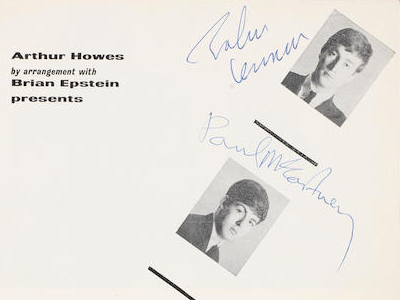 Arthur Howes
by arrangement with
Brian Epstein
presents
John
Lennon
Paul McCartney